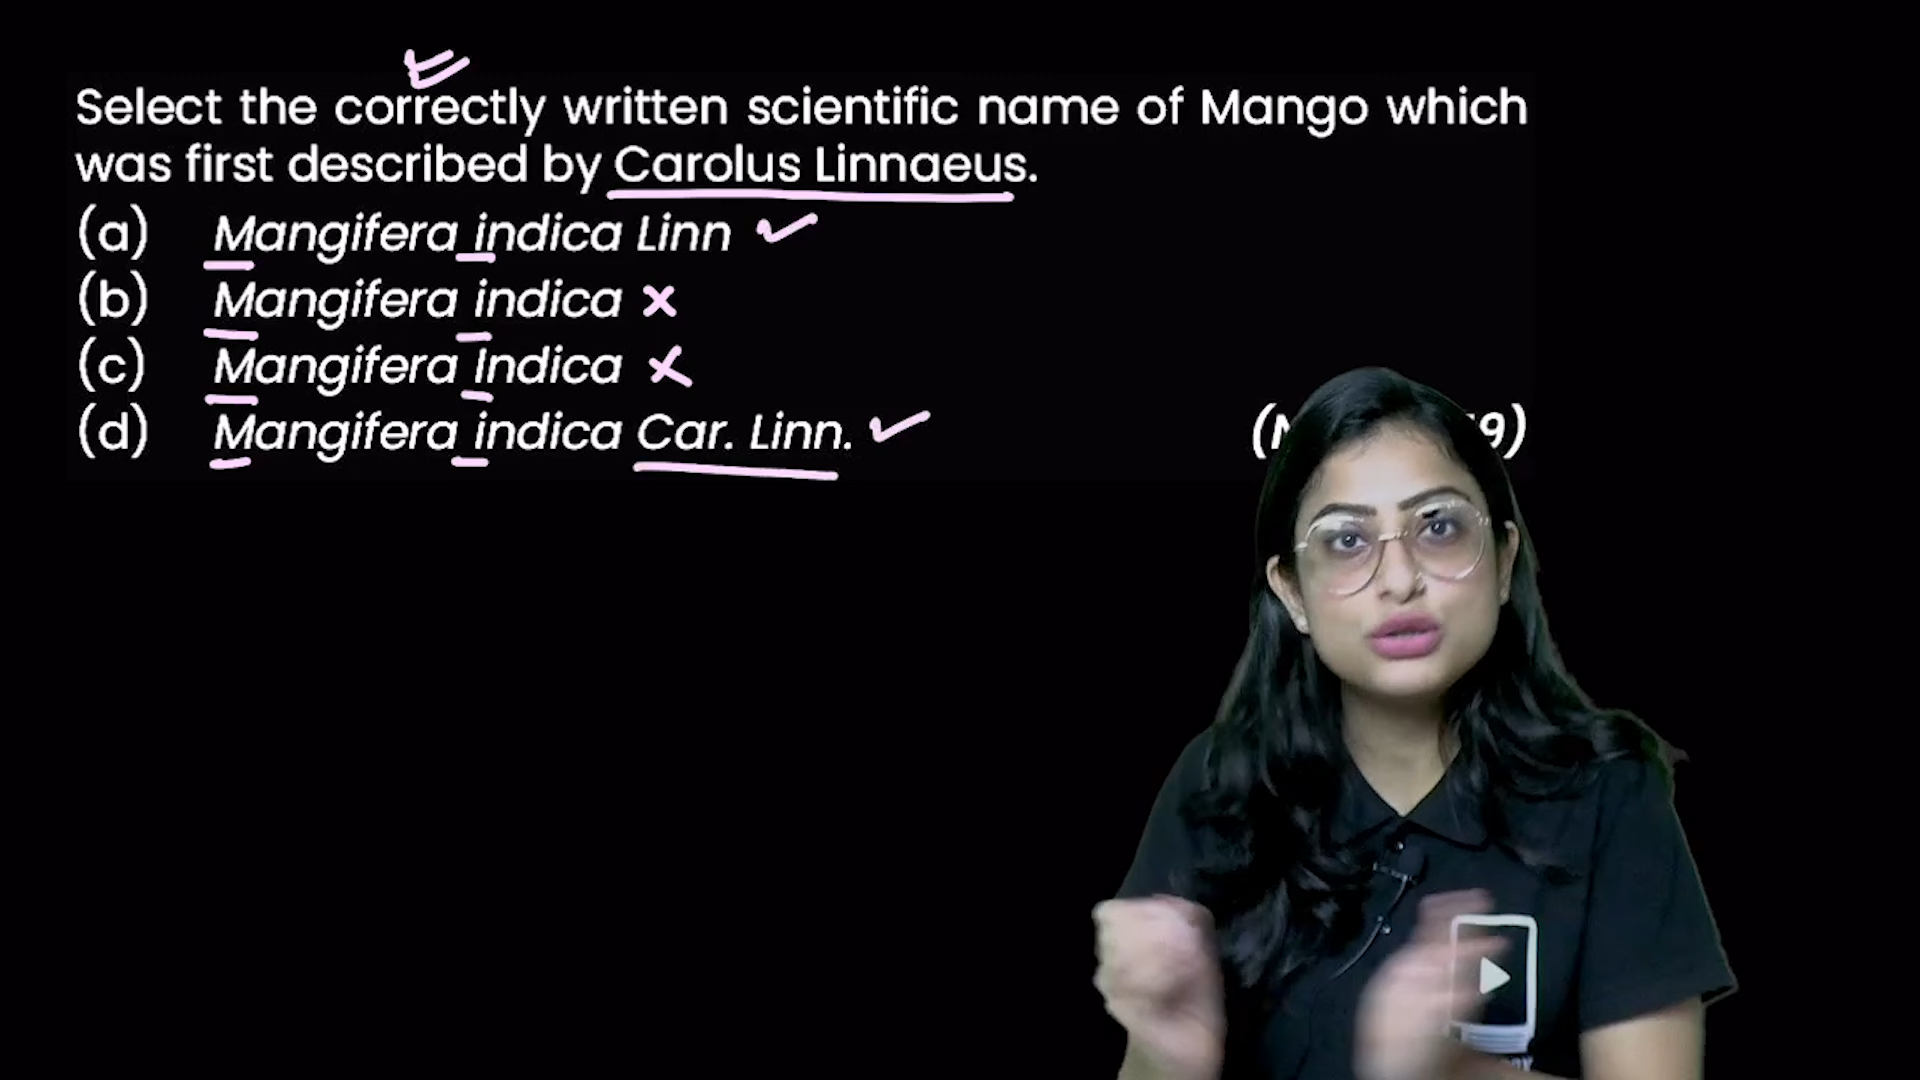 Select the correctly written scientific name of Mango which
was first described by Carolus Linnaeus.
(a) Mangifera indica Linn
(b) Mangifera indica
(c) Mangifera Indica
(d) Mangifera indica Car. Linn.